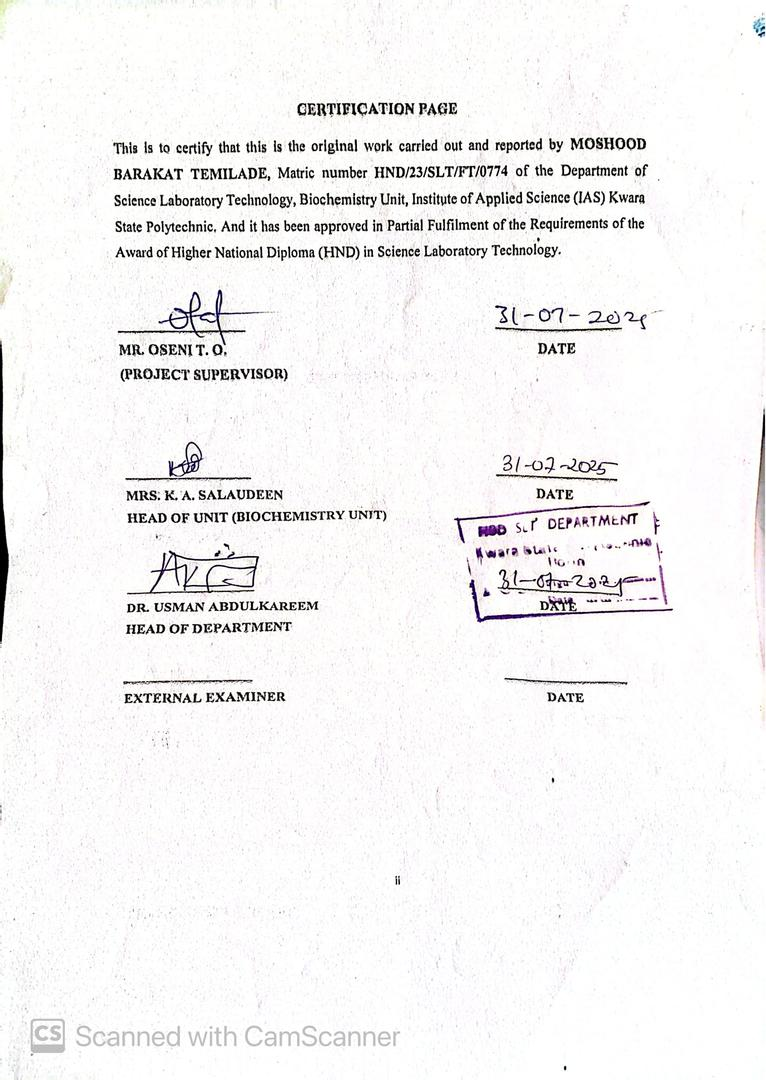 CERTIFICATION PAGE
This is to certify that this is the original work carried out and reported by MOSHOOD
BARAKAT TEMILADE, Matric number HND/23/SLT/FT/0774 of the Department of
Science Laboratory Technology, Biochemistry Unit, Institute of Applied Science (IAS) Kwara
State Polytechnic. And it has been approved in Partial Fulfilment of the Requirements of the
Award of Higher National Diploma (HND) in Science Laboratory Technology.
31-07-2025
MR. OSENI T. O.
DATE
(PROJECT SUPERVISOR)
31-07-2025
MRS. K. A. SALAUDEEN
DATE
HEAD OF UNIT (BIOCHEMISTRY UNIT)
HOD SLT DEPARTMENT
Kwara State
Ilorin
31-07-2025
DR. USMAN ABDULKAREEM
DATE
HEAD OF DEPARTMENT
EXTERNAL EXAMINER
DATE
ii
CS Scanned with CamScanner